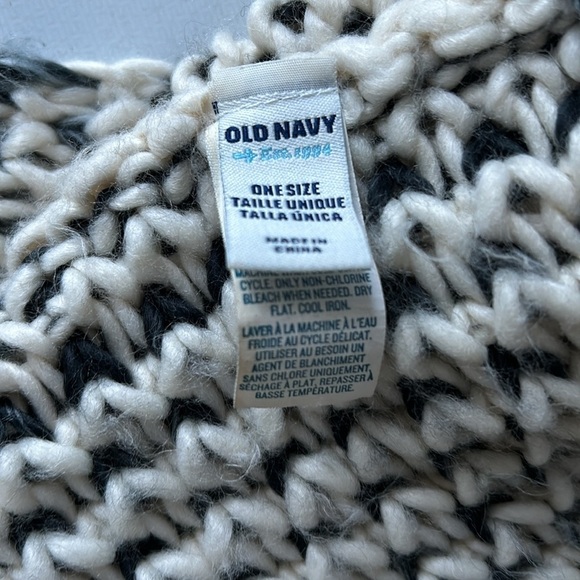 OLD NAVY
Est. 1994
ONE SIZE
TAILLE UNIQUE
TALLA ÚNICA
MADE IN
CHINA
CYCLE. ONLY NON-CHLORINE
BLEACH WHEN NEEDED. DRY
FLAT. COOL IRON.
LAVER À LA MACHINE À L'EAU
FROIDE AU CYCLE DÉLICAT.
UTILISER AU BESOIN UN
AGENT DE BLANCHIMENT
SANS CHLORE UNIQUEMENT.
SÉCHAGE À PLAT, REPASSER À
BASSE TEMPÉRATURE.